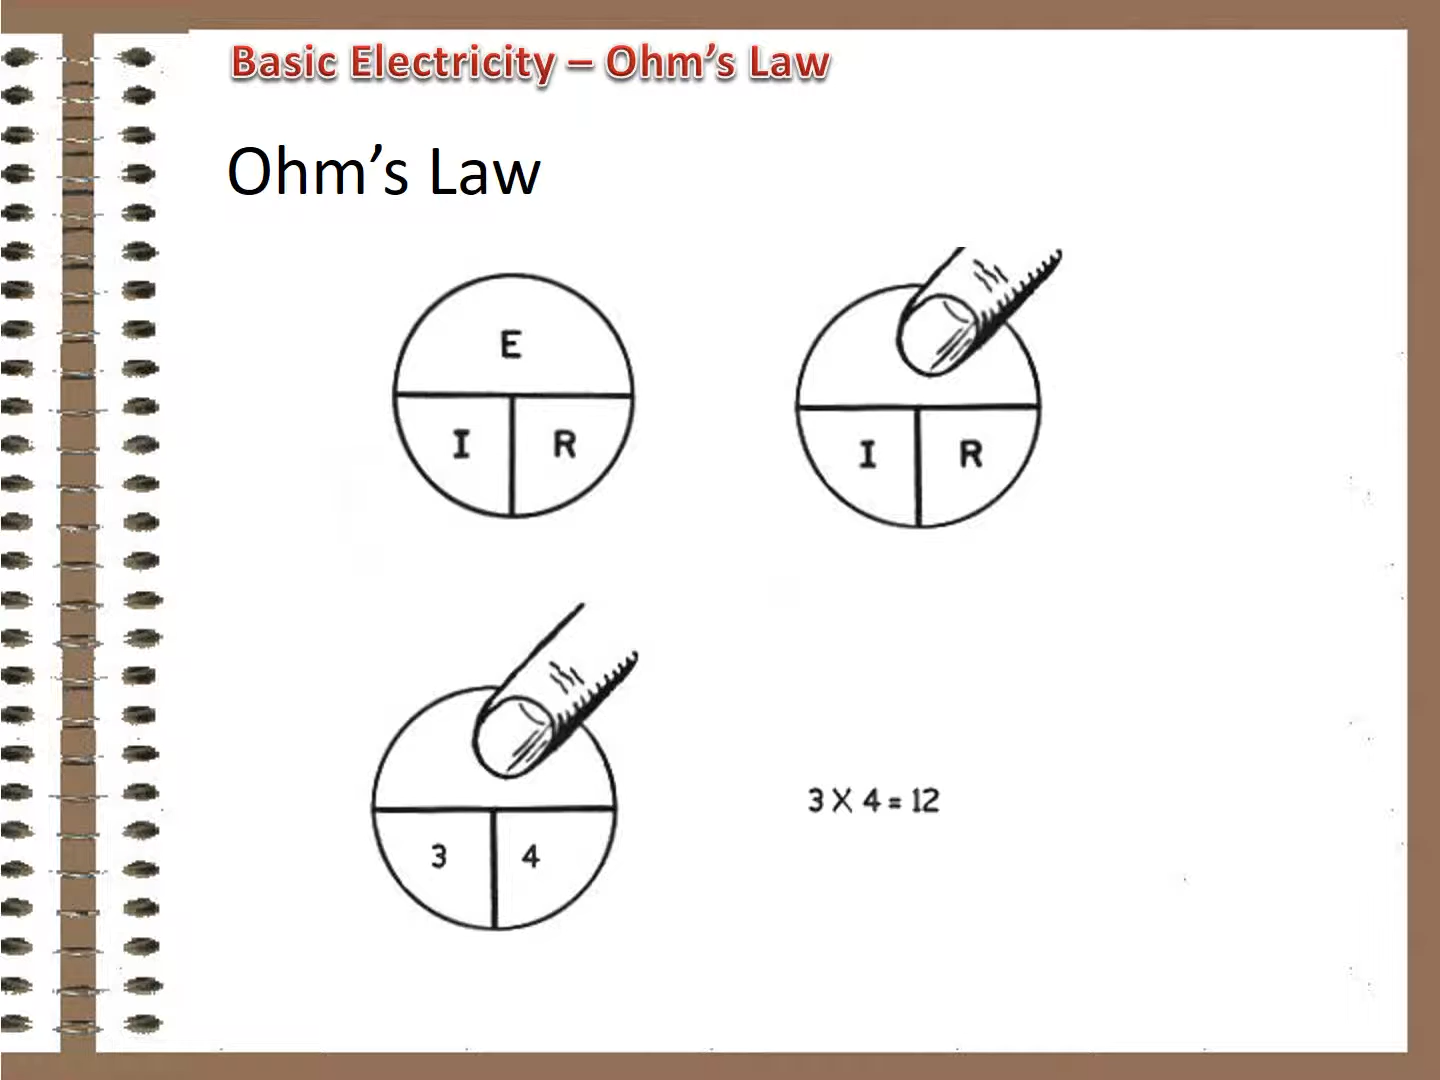 Basic Electricity – Ohm’s Law
Ohm’s Law
E
I R
I R
3 4
3 X 4 = 12